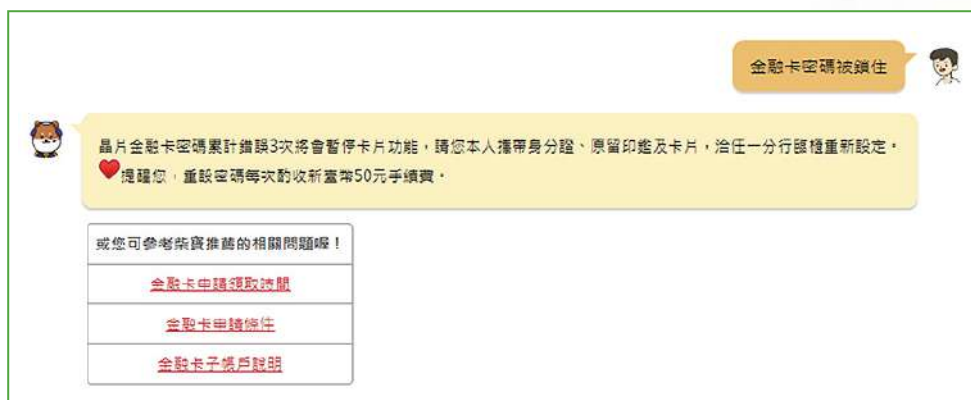 金融卡密碼被鎖住
晶片金融卡密碼累計錯誤3次將會暫停卡片功能，請您本人攜帶身分證、原留印鑑及卡片，洽任一分行臨櫃重新設定。
提醒您，重設密碼每次酌收新臺幣50元手續費。
或您可參考柴寶推薦的相關問題喔！
金融卡申請領取時間
金融卡申請條件
金融卡子帳戶說明